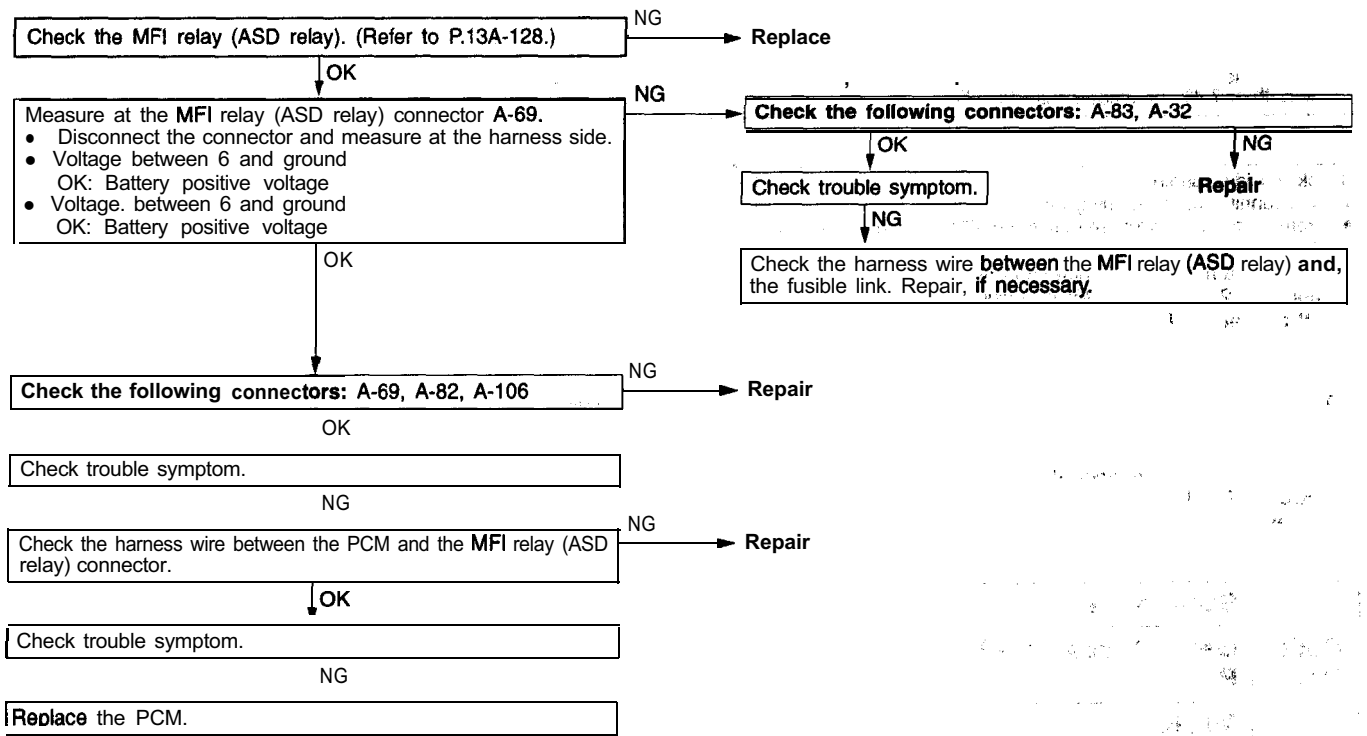 Check the MFI relay (ASD relay). (Refer to P.13A-128.)
NG
Replace
OK
Measure at the MFI relay (ASD relay) connector A-69.
• Disconnect the connector and measure at the harness side.
• Voltage between 6 and ground
OK: Battery positive voltage
• Voltage. between 6 and ground
OK: Battery positive voltage
NG
Check the following connectors: A-83, A-32
OK
NG
Check trouble symptom.
Repair
NG
Check the harness wire between the MFI relay (ASD relay) and,
the fusible link. Repair, if necessary.
OK
Check the following connectors: A-69, A-82, A-106
NG
Repair
OK
Check trouble symptom.
NG
Check the harness wire between the PCM and the MFI relay (ASD
relay) connector.
NG
Repair
OK
Check trouble symptom.
NG
Replace the PCM.